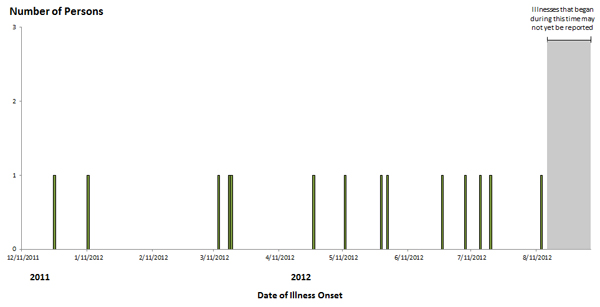 Number of Persons
Illnesses that began
during this time may
not yet be reported
3
2
1
0
12/11/2011 1/11/2012 2/11/2012 3/11/2012 4/11/2012 5/11/2012 6/11/2012 7/11/2012 8/11/2012
2011 2012
Date of Illness Onset